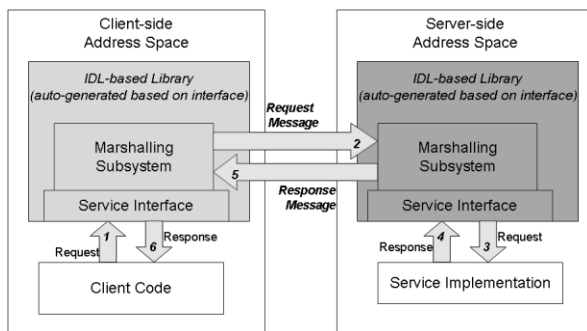 Client-side
Address Space
IDL-based Library
(auto-generated based on interface)
Marshalling
Subsystem
Service Interface
1
6
Request
Response
Client Code
Request
Message
2
5
Response
Message
Server-side
Address Space
IDL-based Library
(auto-generated based on interface)
Marshalling
Subsystem
Service Interface
4
3
Response
Request
Service Implementation